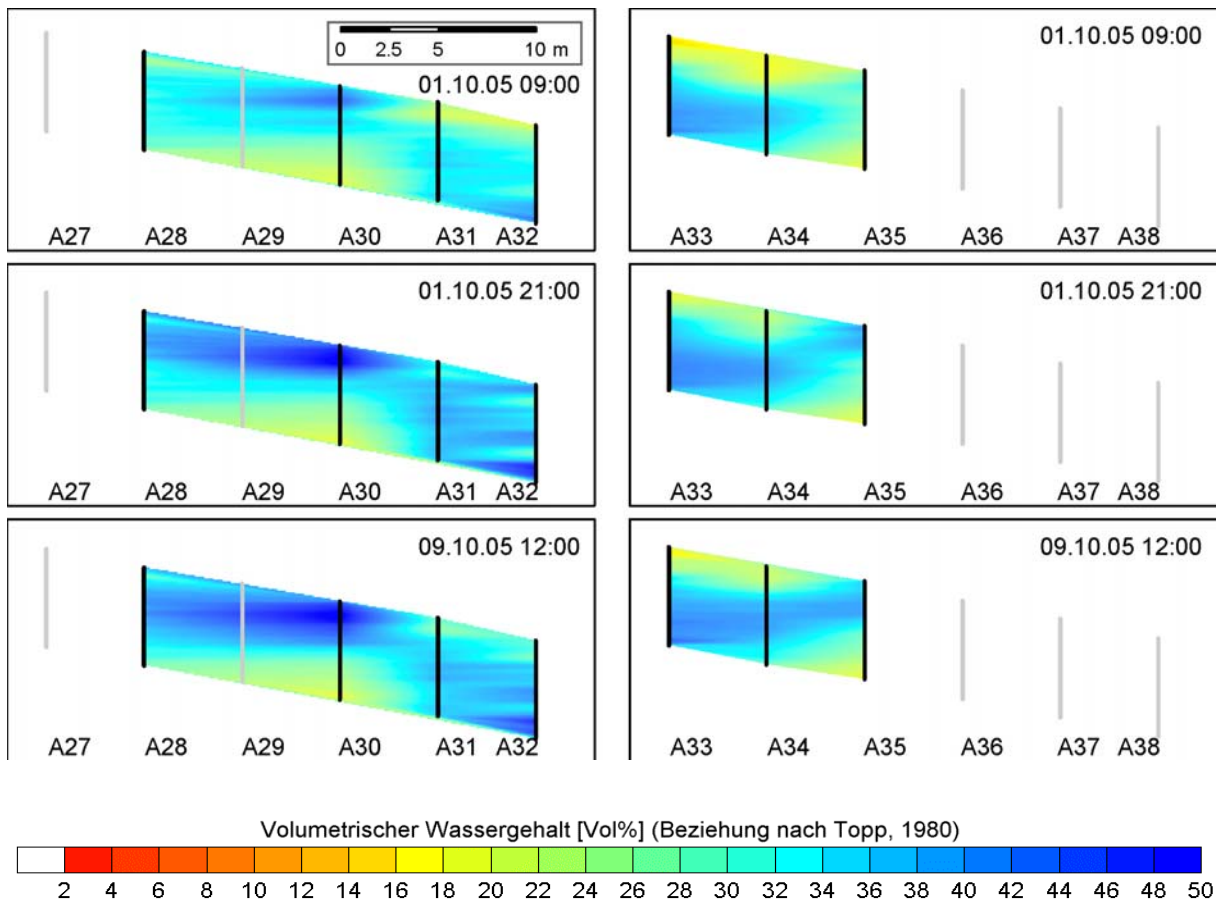 0 2.5 5 10 m
01.10.05 09:00
A27 A28 A29 A30 A31 A32
01.10.05 09:00
A33 A34 A35 A36 A37 A38
01.10.05 21:00
A27 A28 A29 A30 A31 A32
01.10.05 21:00
A33 A34 A35 A36 A37 A38
09.10.05 12:00
A27 A28 A29 A30 A31 A32
09.10.05 12:00
A33 A34 A35 A36 A37 A38
Volumetrischer Wassergehalt [Vol%] (Beziehung nach Topp, 1980)
2 4 6 8 10 12 14 16 18 20 22 24 26 28 30 32 34 36 38 40 42 44 46 48 50